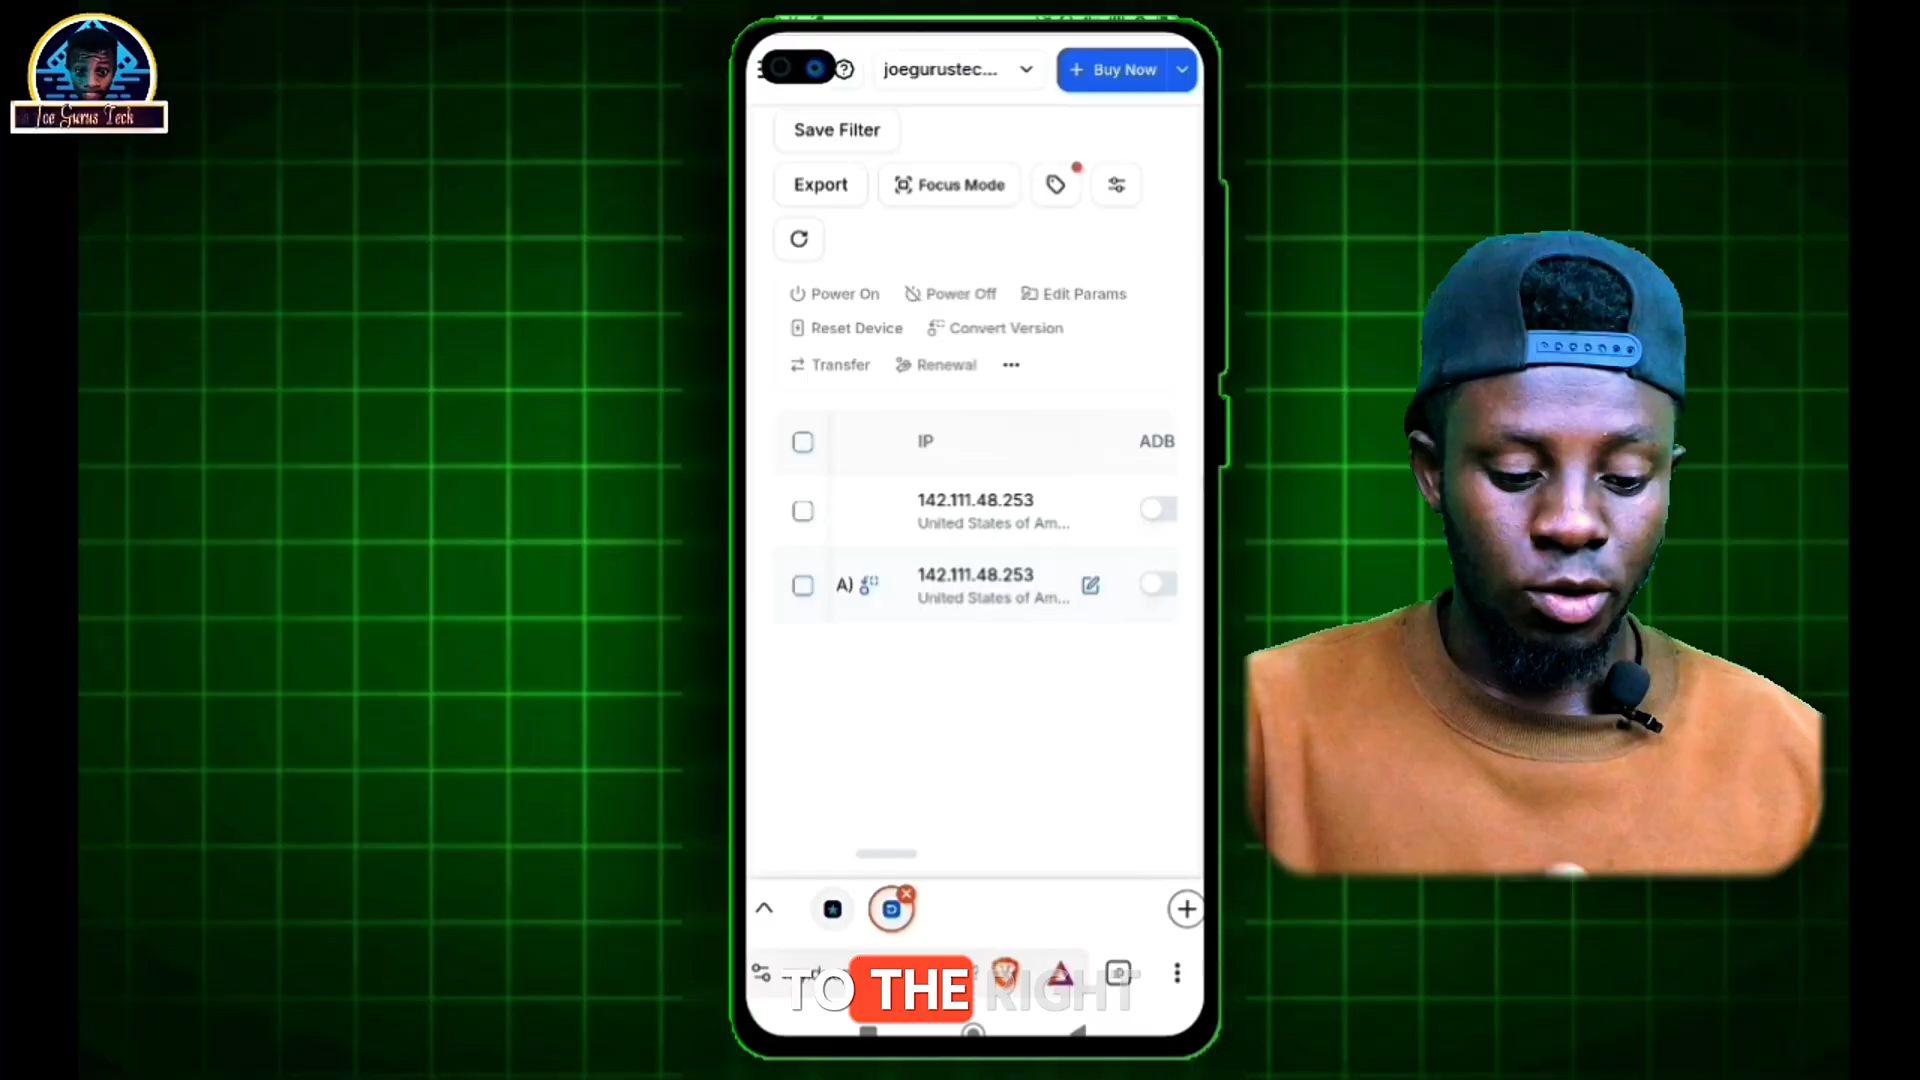 Joe Gurus Tech
joegurustec...
+ Buy Now
Save Filter
Export
Focus Mode
Power On
Power Off
Edit Params
Reset Device
Convert Version
Transfer
Renewal
...
IP
ADB
142.111.48.253
United States of Am...
A)
142.111.48.253
United States of Am...
TO THE RIGHT